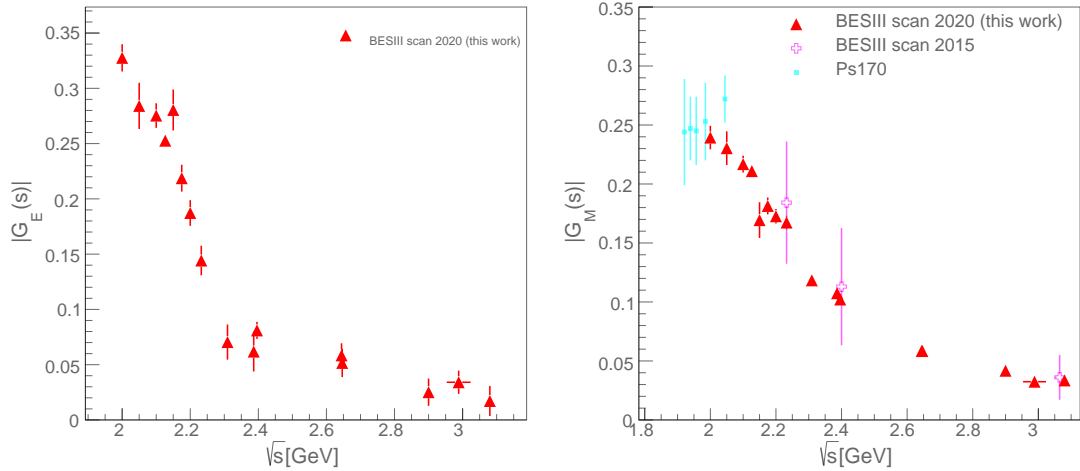 0.35
0.3
0.25
0.2
0.15
0.1
0.05
0
|G_E(s)|
BESIII scan 2020 (this work)
2 2.2 2.4 2.6 2.8 3
√s[GeV]
0.35
0.3
0.25
0.2
0.15
0.1
0.05
0
|G_M(s)|
BESIII scan 2020 (this work)
BESIII scan 2015
Ps170
1.8 2 2.2 2.4 2.6 2.8 3
√s[GeV]